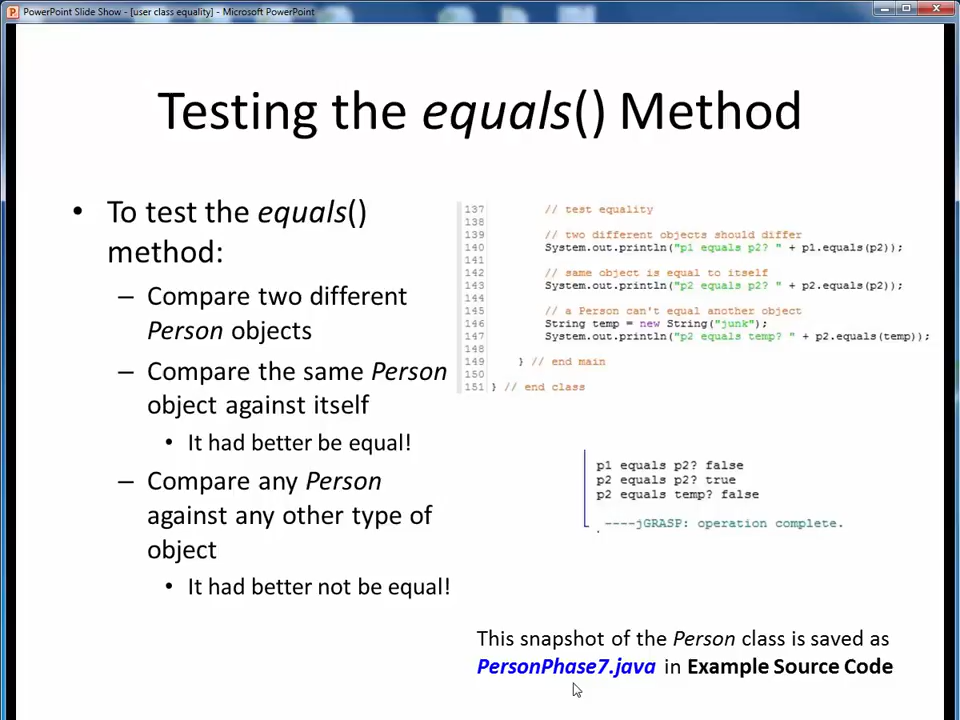 PowerPoint Slide Show - [user class equality] - Microsoft PowerPoint
Testing the equals() Method
• To test the equals()
method:
– Compare two different
Person objects
– Compare the same Person
object against itself
• It had better be equal!
– Compare any Person
against any other type of
object
• It had better not be equal!
137 // test equality
138
139 // two different objects should differ
140 System.out.println("p1 equals p2? " + p1.equals(p2));
141
142 // same object is equal to itself
143 System.out.println("p2 equals p2? " + p2.equals(p2));
144
145 // a Person can't equal another object
146 String temp = new String("junk");
147 System.out.println("p2 equals temp? " + p2.equals(temp));
148
149 } // end main
150
151 } // end class
p1 equals p2? false
p2 equals p2? true
p2 equals temp? false
----jGRASP: operation complete.
This snapshot of the Person class is saved as
PersonPhase7.java in Example Source Code